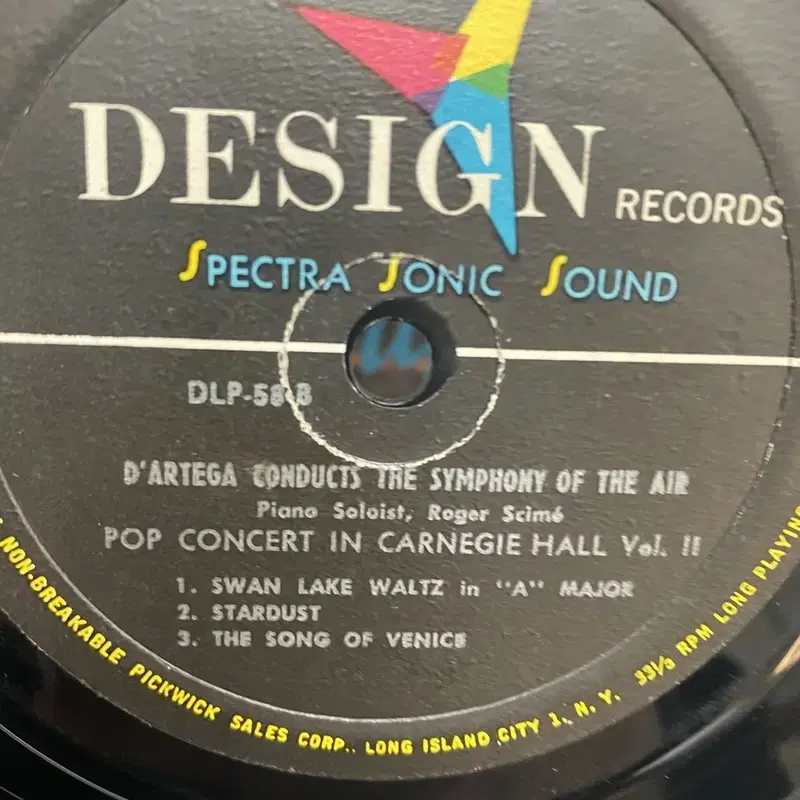 DESIGN RECORDS
SPECTRA SONIC SOUND
DLP-58 B
D'ARTEGA CONDUCTS THE SYMPHONY OF THE AIR
Piano Soloist, Roger Scimé
POP CONCERT IN CARNEGIE HALL Vol. II
1. SWAN LAKE WALTZ in "A" MAJOR
2. STARDUST
3. THE SONG OF VENICE
NON-BREAKABLE PICKWICK SALES CORP., LONG ISLAND CITY 1, N. Y. 33⅓ RPM LONG PLAYING